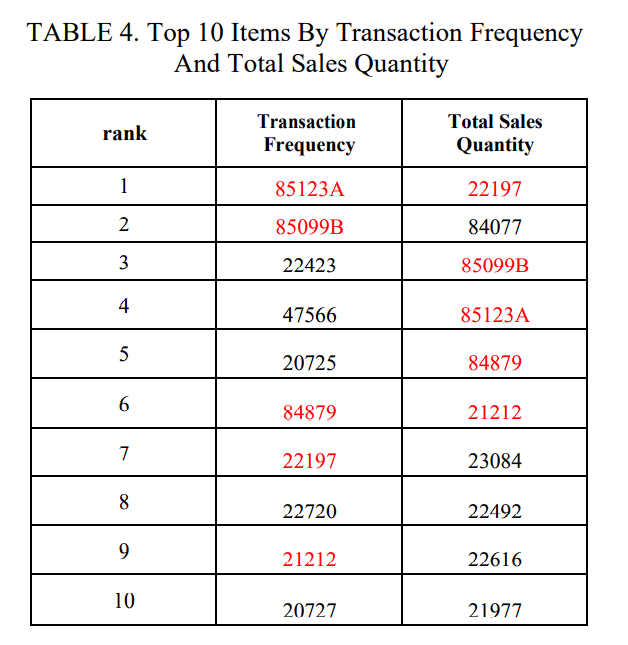 TABLE 4. Top 10 Items By Transaction Frequency
And Total Sales Quantity
rank Transaction Frequency Total Sales Quantity
1 85123A 22197
2 85099B 84077
3 22423 85099B
4 47566 85123A
5 20725 84879
6 84879 21212
7 22197 23084
8 22720 22492
9 21212 22616
10 20727 21977